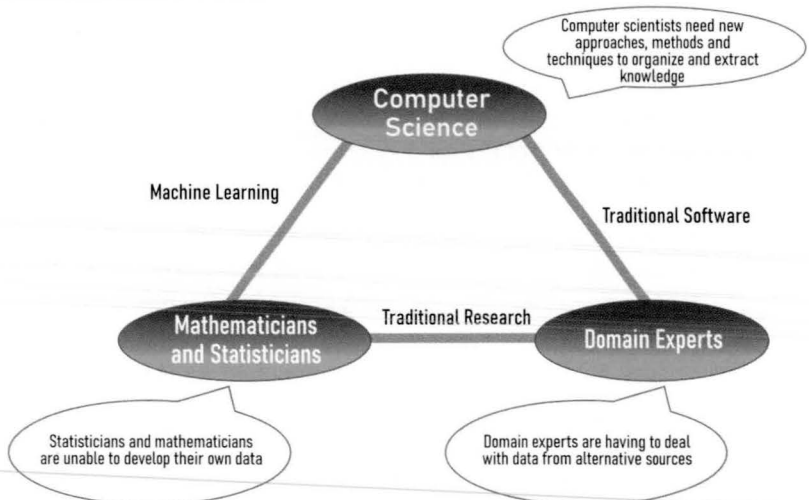 Computer scientists need new
approaches, methods and
techniques to organize and extract
knowledge
Computer
Science
Machine Learning
Traditional Software
Mathematicians
and Statisticians
Traditional Research
Domain Experts
Statisticians and mathematicians
are unable to develop their own data
Domain experts are having to deal
with data from alternative sources